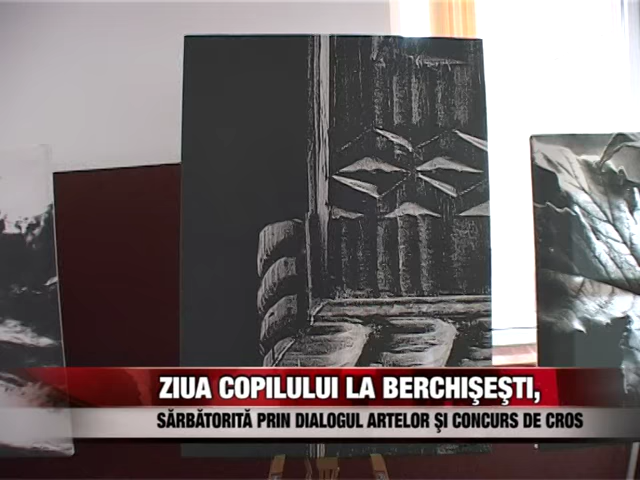 ZIUA COPILULUI LA BERCHIŞEŞTI,
SĂRBĂTORITĂ PRIN DIALOGUL ARTELOR ŞI CONCURS DE CROS